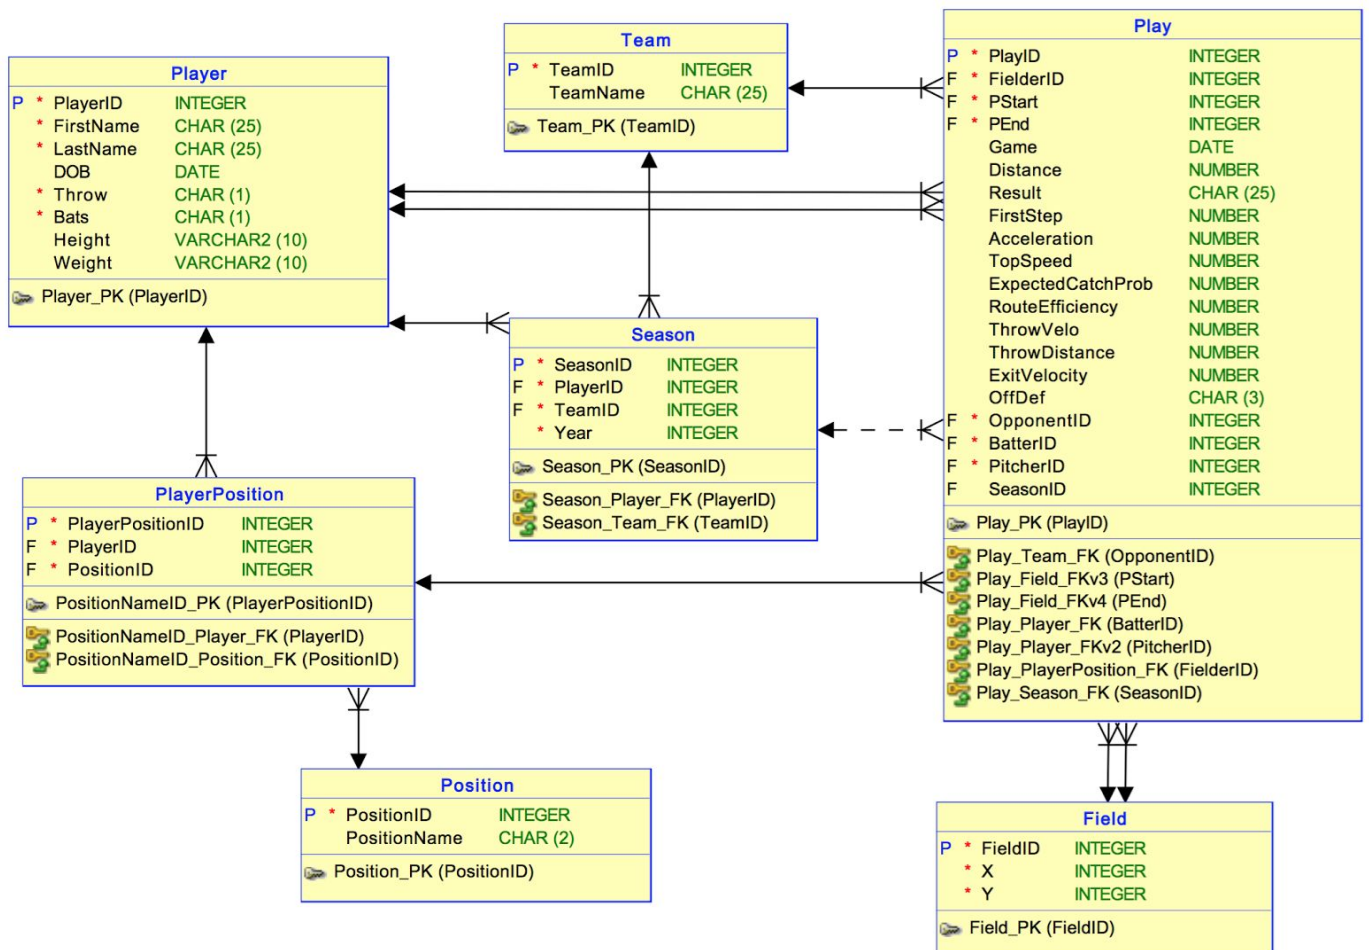 Player
P * PlayerID INTEGER
* FirstName CHAR (25)
* LastName CHAR (25)
DOB DATE
* Throw CHAR (1)
* Bats CHAR (1)
Height VARCHAR2 (10)
Weight VARCHAR2 (10)
Player_PK (PlayerID)
Team
P * TeamID INTEGER
TeamName CHAR (25)
Team_PK (TeamID)
Play
P * PlayID INTEGER
F * FielderID INTEGER
F * PStart INTEGER
F * PEnd INTEGER
Game DATE
Distance NUMBER
Result CHAR (25)
FirstStep NUMBER
Acceleration NUMBER
TopSpeed NUMBER
ExpectedCatchProb NUMBER
RouteEfficiency NUMBER
ThrowVelo NUMBER
ThrowDistance NUMBER
ExitVelocity NUMBER
OffDef CHAR (3)
F * OpponentID INTEGER
F * BatterID INTEGER
F * PitcherID INTEGER
F SeasonID INTEGER
Play_PK (PlayID)
Play_Team_FK (OpponentID)
Play_Field_FKv3 (PStart)
Play_Field_FKv4 (PEnd)
Play_Player_FK (BatterID)
Play_Player_FKv2 (PitcherID)
Play_PlayerPosition_FK (FielderID)
Play_Season_FK (SeasonID)
Season
P * SeasonID INTEGER
F * PlayerID INTEGER
F * TeamID INTEGER
* Year INTEGER
Season_PK (SeasonID)
Season_Player_FK (PlayerID)
Season_Team_FK (TeamID)
PlayerPosition
P * PlayerPositionID INTEGER
F * PlayerID INTEGER
F * PositionID INTEGER
PositionNameID_PK (PlayerPositionID)
PositionNameID_Player_FK (PlayerID)
PositionNameID_Position_FK (PositionID)
Position
P * PositionID INTEGER
PositionName CHAR (2)
Position_PK (PositionID)
Field
P * FieldID INTEGER
* X INTEGER
* Y INTEGER
Field_PK (FieldID)